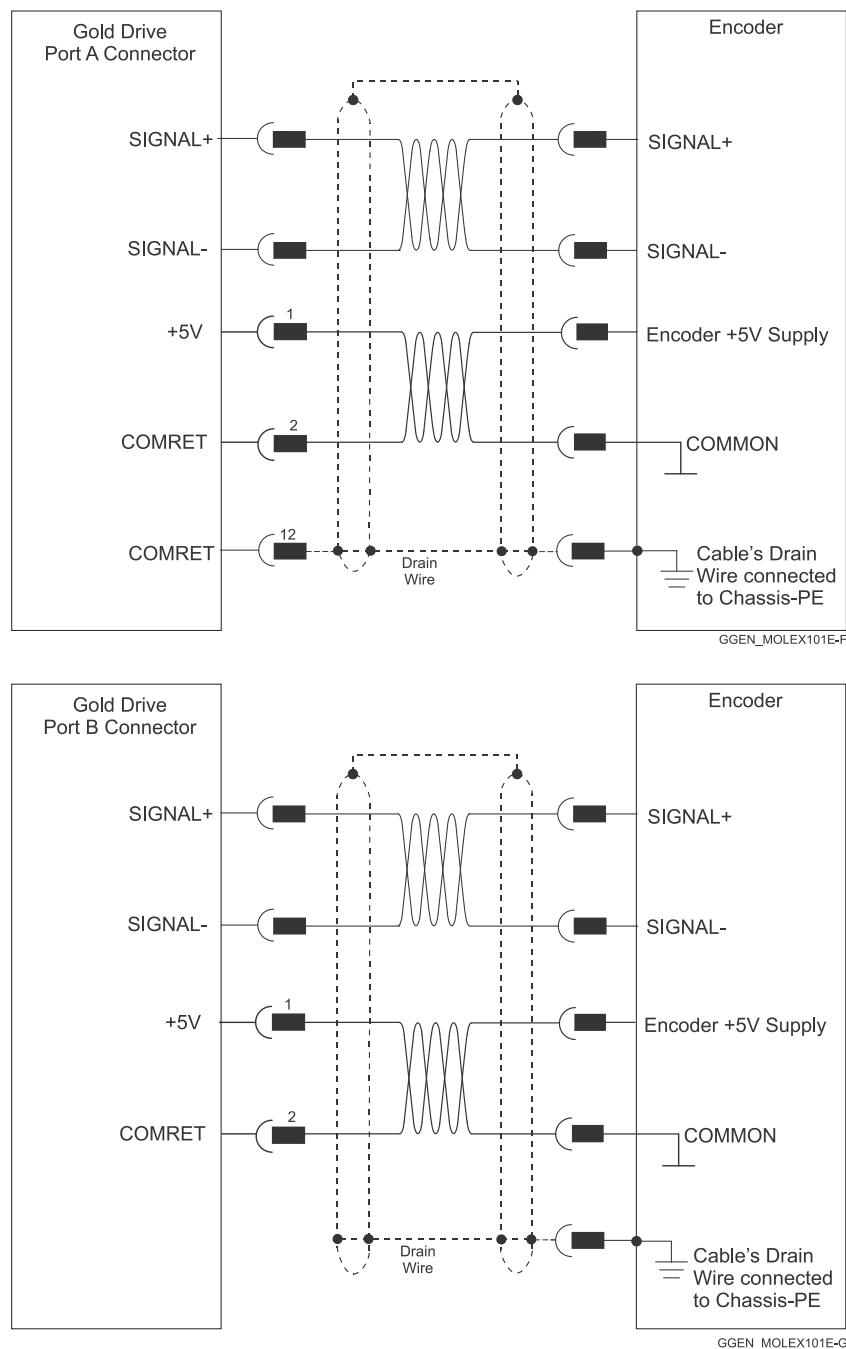 Gold Drive
Port A Connector
Encoder
SIGNAL+
SIGNAL+
SIGNAL-
SIGNAL-
+5V
1
Encoder +5V Supply
COMRET
2
COMMON
COMRET
12
Drain
Wire
Cable's Drain
Wire connected
to Chassis-PE
GGEN_MOLEX101E-F
Gold Drive
Port B Connector
Encoder
SIGNAL+
SIGNAL+
SIGNAL-
SIGNAL-
+5V
1
Encoder +5V Supply
COMRET
2
COMMON
Drain
Wire
Cable's Drain
Wire connected
to Chassis-PE
GGEN_MOLEX101E-G